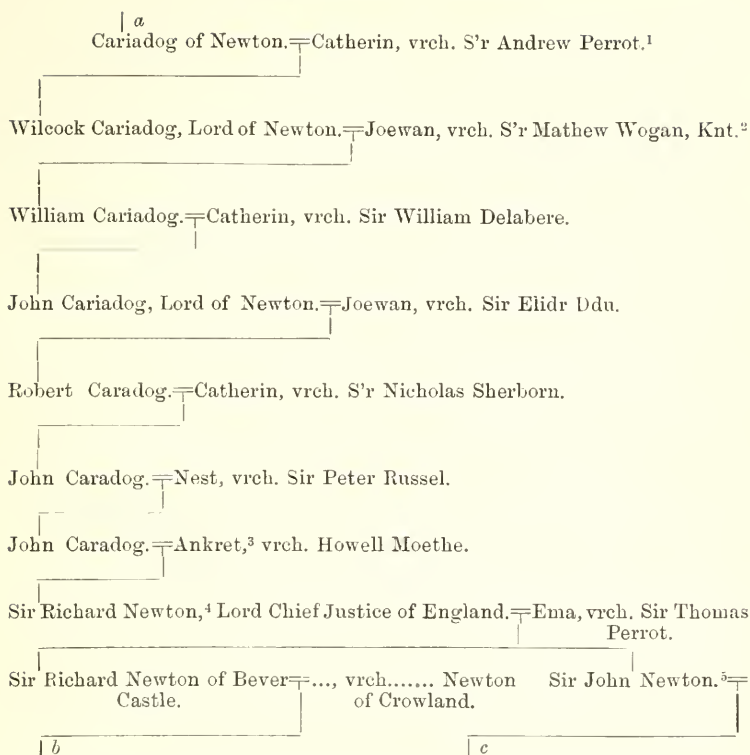 a
Cariadog of Newton.=Catherin, vrch. S'r Andrew Perrot.¹
Wilcock Cariadog, Lord of Newton.=Joewan, vrch. S'r Mathew Wogan, Knt.²
William Cariadog.=Catherin, vrch. Sir William Delabere.
John Cariadog, Lord of Newton.=Joewan, vrch. Sir Elidr Ddu.
Robert Caradog.=Catherin, vrch. S'r Nicholas Sherborn.
John Caradog.=Nest, vrch. Sir Peter Russel.
John Caradog.=Ankret,³ vrch. Howell Moethe.
Sir Richard Newton,⁴ Lord Chief Justice of England.=Ema, vrch. Sir Thomas
Perrot.
Sir Richard Newton of Bever=..., vrch....... Newton Sir John Newton.⁵=
Castle. of Crowland.
b c